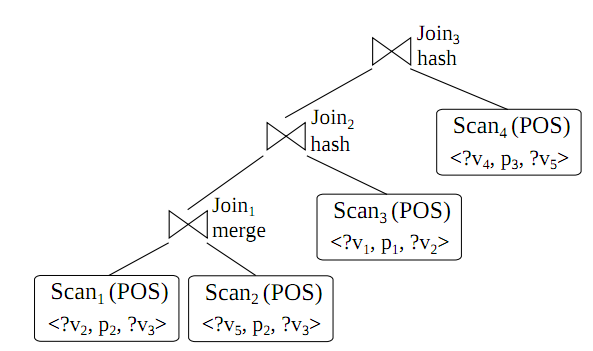 Join₃
hash
Join₂
hash
Scan₄ (POS)
<?v₄, p₃, ?v₅>
Join₁
merge
Scan₃ (POS)
<?v₁, p₁, ?v₂>
Scan₁ (POS)
<?v₂, p₂, ?v₃>
Scan₂ (POS)
<?v₅, p₂, ?v₃>